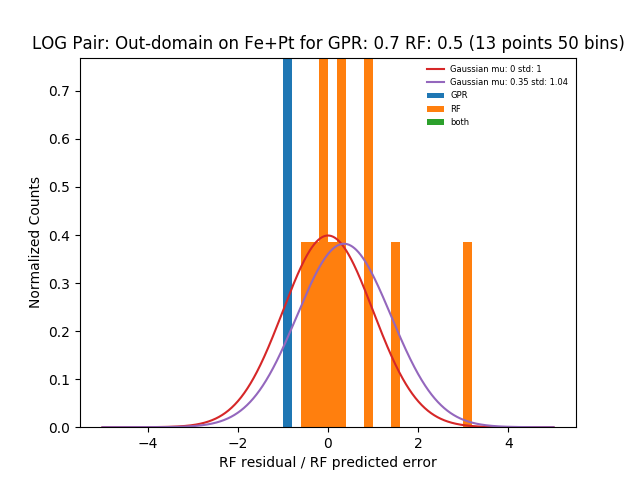 LOG Pair: Out-domain on Fe+Pt for GPR: 0.7 RF: 0.5 (13 points 50 bins)
Gaussian mu: 0 std: 1
Gaussian mu: 0.35 std: 1.04
GPR
RF
both
Normalized Counts
0.7
0.6
0.5
0.4
0.3
0.2
0.1
0.0
−4 −2 0 2 4
RF residual / RF predicted error